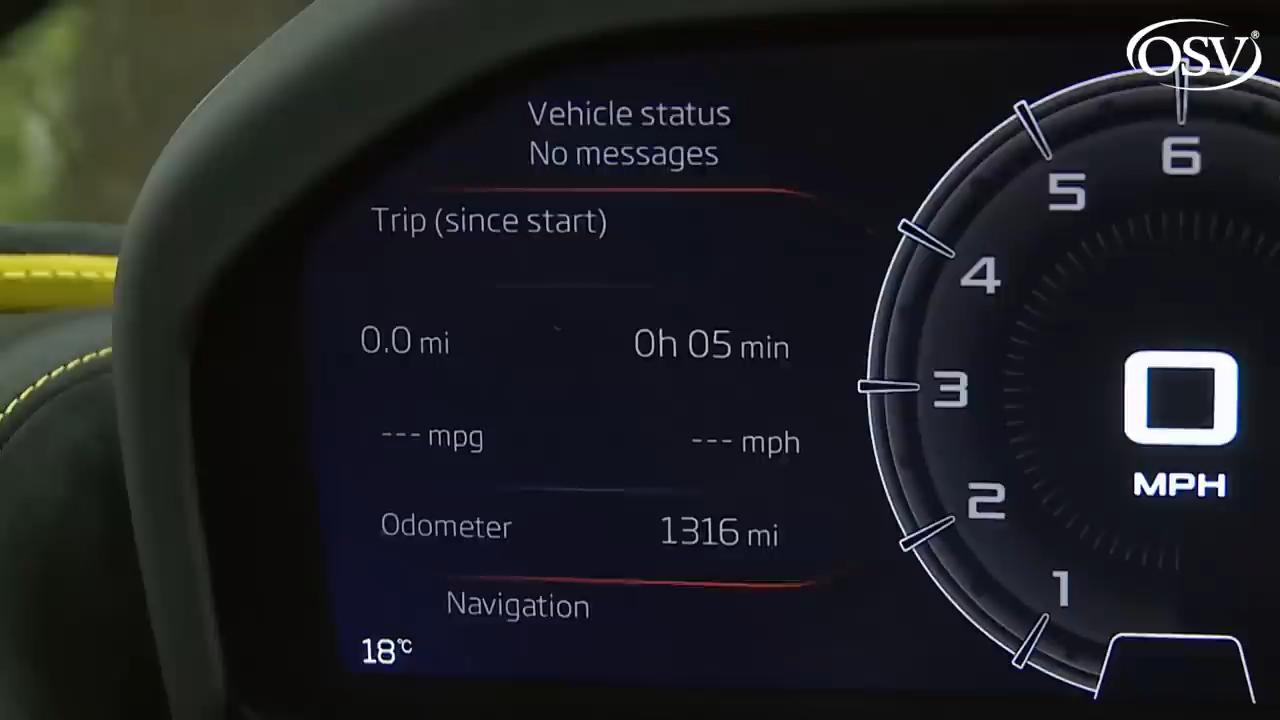 OSV®
Vehicle status
No messages
Trip (since start)
0.0 mi 0h 05 min
--- mpg --- mph
Odometer 1316 mi
Navigation
18°C
6
5
4
3
2
1
0
MPH